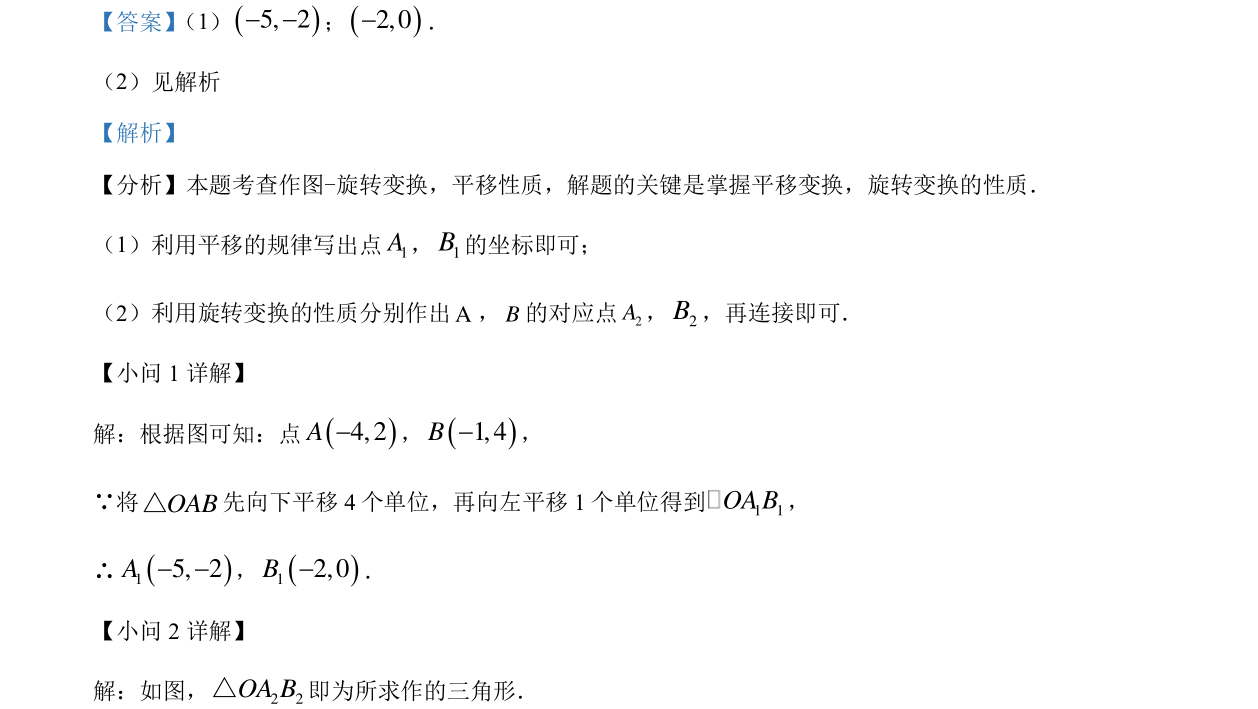 【答案】（1）(−5,−2)；(−2,0)．
（2）见解析
【解析】
【分析】本题考查作图-旋转变换，平移性质，解题的关键是掌握平移变换，旋转变换的性质．
（1）利用平移的规律写出点 A₁， B₁ 的坐标即可；
（2）利用旋转变换的性质分别作出 A ， B 的对应点 A₂， B₂，再连接即可．
【小问 1 详解】
解：根据图可知：点 A(−4,2)，B(−1,4)，
∵将 △OAB 先向下平移 4 个单位，再向左平移 1 个单位得到□OA₁B₁，
∴ A₁(−5,−2)，B₁(−2,0)．
【小问 2 详解】
解：如图， △OA₂B₂ 即为所求作的三角形．